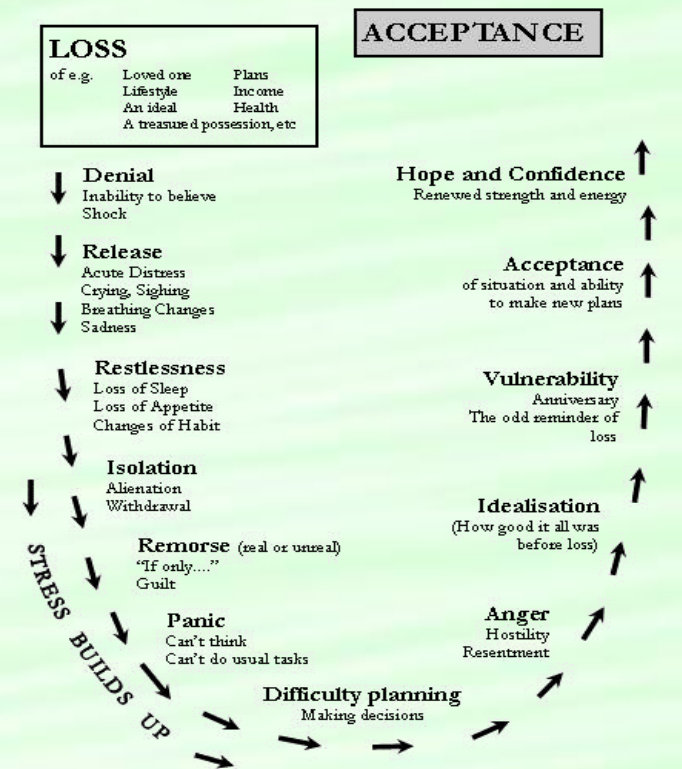 LOSS
of e.g. Loved one Plans
Lifestyle Income
An ideal Health
A treasured possession, etc
ACCEPTANCE
Denial
Inability to believe
Shock
Release
Acute Distress
Crying, Sighing
Breathing Changes
Sadness
Restlessness
Loss of Sleep
Loss of Appetite
Changes of Habit
Isolation
Alienation
Withdrawal
Remorse (real or unreal)
“If only....”
Guilt
Panic
Can’t think
Can’t do usual tasks
STRESS BUILDS UP
Difficulty planning
Making decisions
Anger
Hostility
Resentment
Idealisation
(How good it all was
before loss)
Vulnerability
Anniversary
The odd reminder of
loss
Acceptance
of situation and ability
to make new plans
Hope and Confidence
Renewed strength and energy